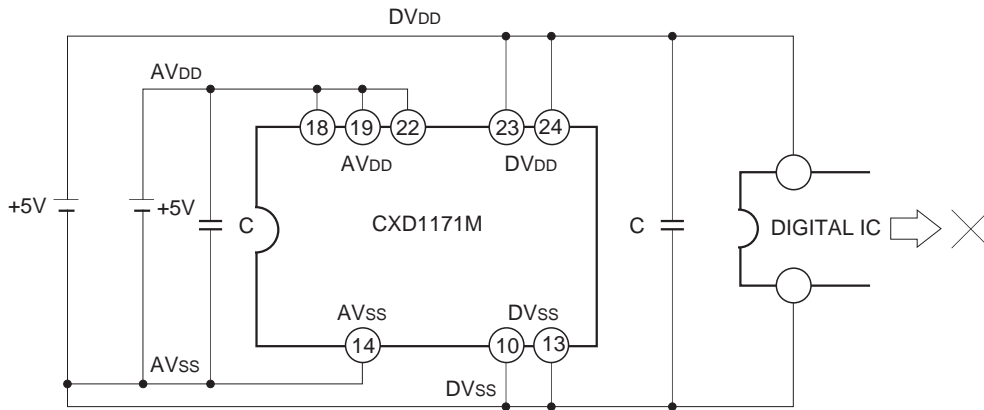 DVDD
AVDD
18 19 22 23 24
AVDD DVDD
+5V +5V C CXD1171M C DIGITAL IC
AVSS DVSS
14 10 13
AVSS
DVSS